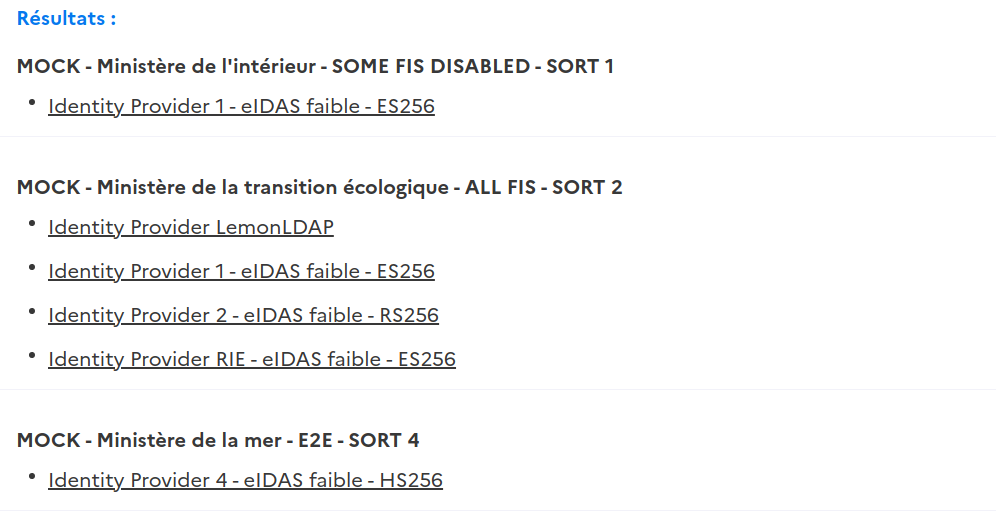 Résultats :
MOCK - Ministère de l'intérieur - SOME FIS DISABLED - SORT 1
Identity Provider 1 - eIDAS faible - ES256
MOCK - Ministère de la transition écologique - ALL FIS - SORT 2
Identity Provider LemonLDAP
Identity Provider 1 - eIDAS faible - ES256
Identity Provider 2 - eIDAS faible - RS256
Identity Provider RIE - eIDAS faible - ES256
MOCK - Ministère de la mer - E2E - SORT 4
Identity Provider 4 - eIDAS faible - HS256